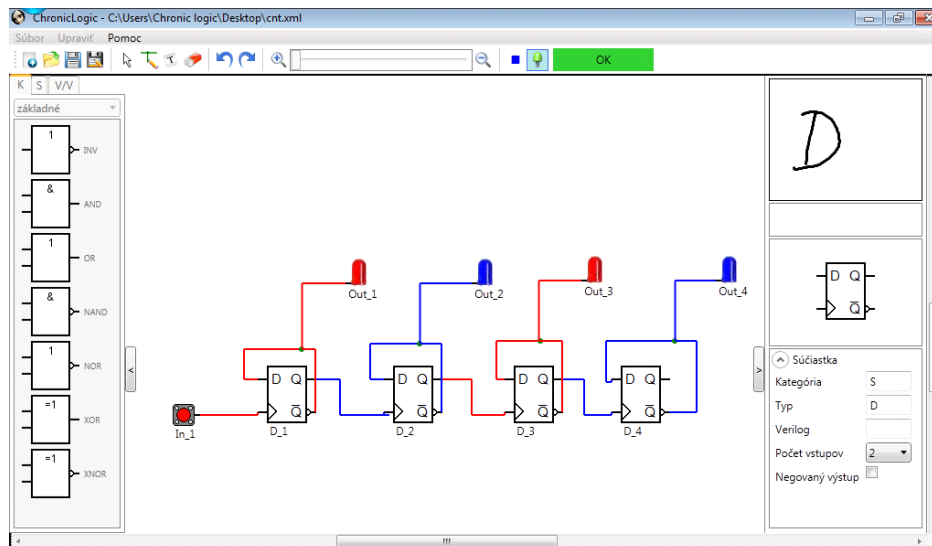 ChronicLogic - C:\Users\Chronic logic\Desktop\cnt.xml
Súbor Upraviť Pomoc
OK
K S V/V
základné
1
INV
&
AND
1
OR
&
NAND
1
NOR
=1
XOR
=1
XNOR
Out_1 Out_2 Out_3 Out_4
D Q D Q D Q D Q
Q Q Q Q
In_1 D_1 D_2 D_3 D_4
D
D Q
Q
Súčiastka
Kategória S
Typ D
Verilog
Počet vstupov 2
Negovaný výstup